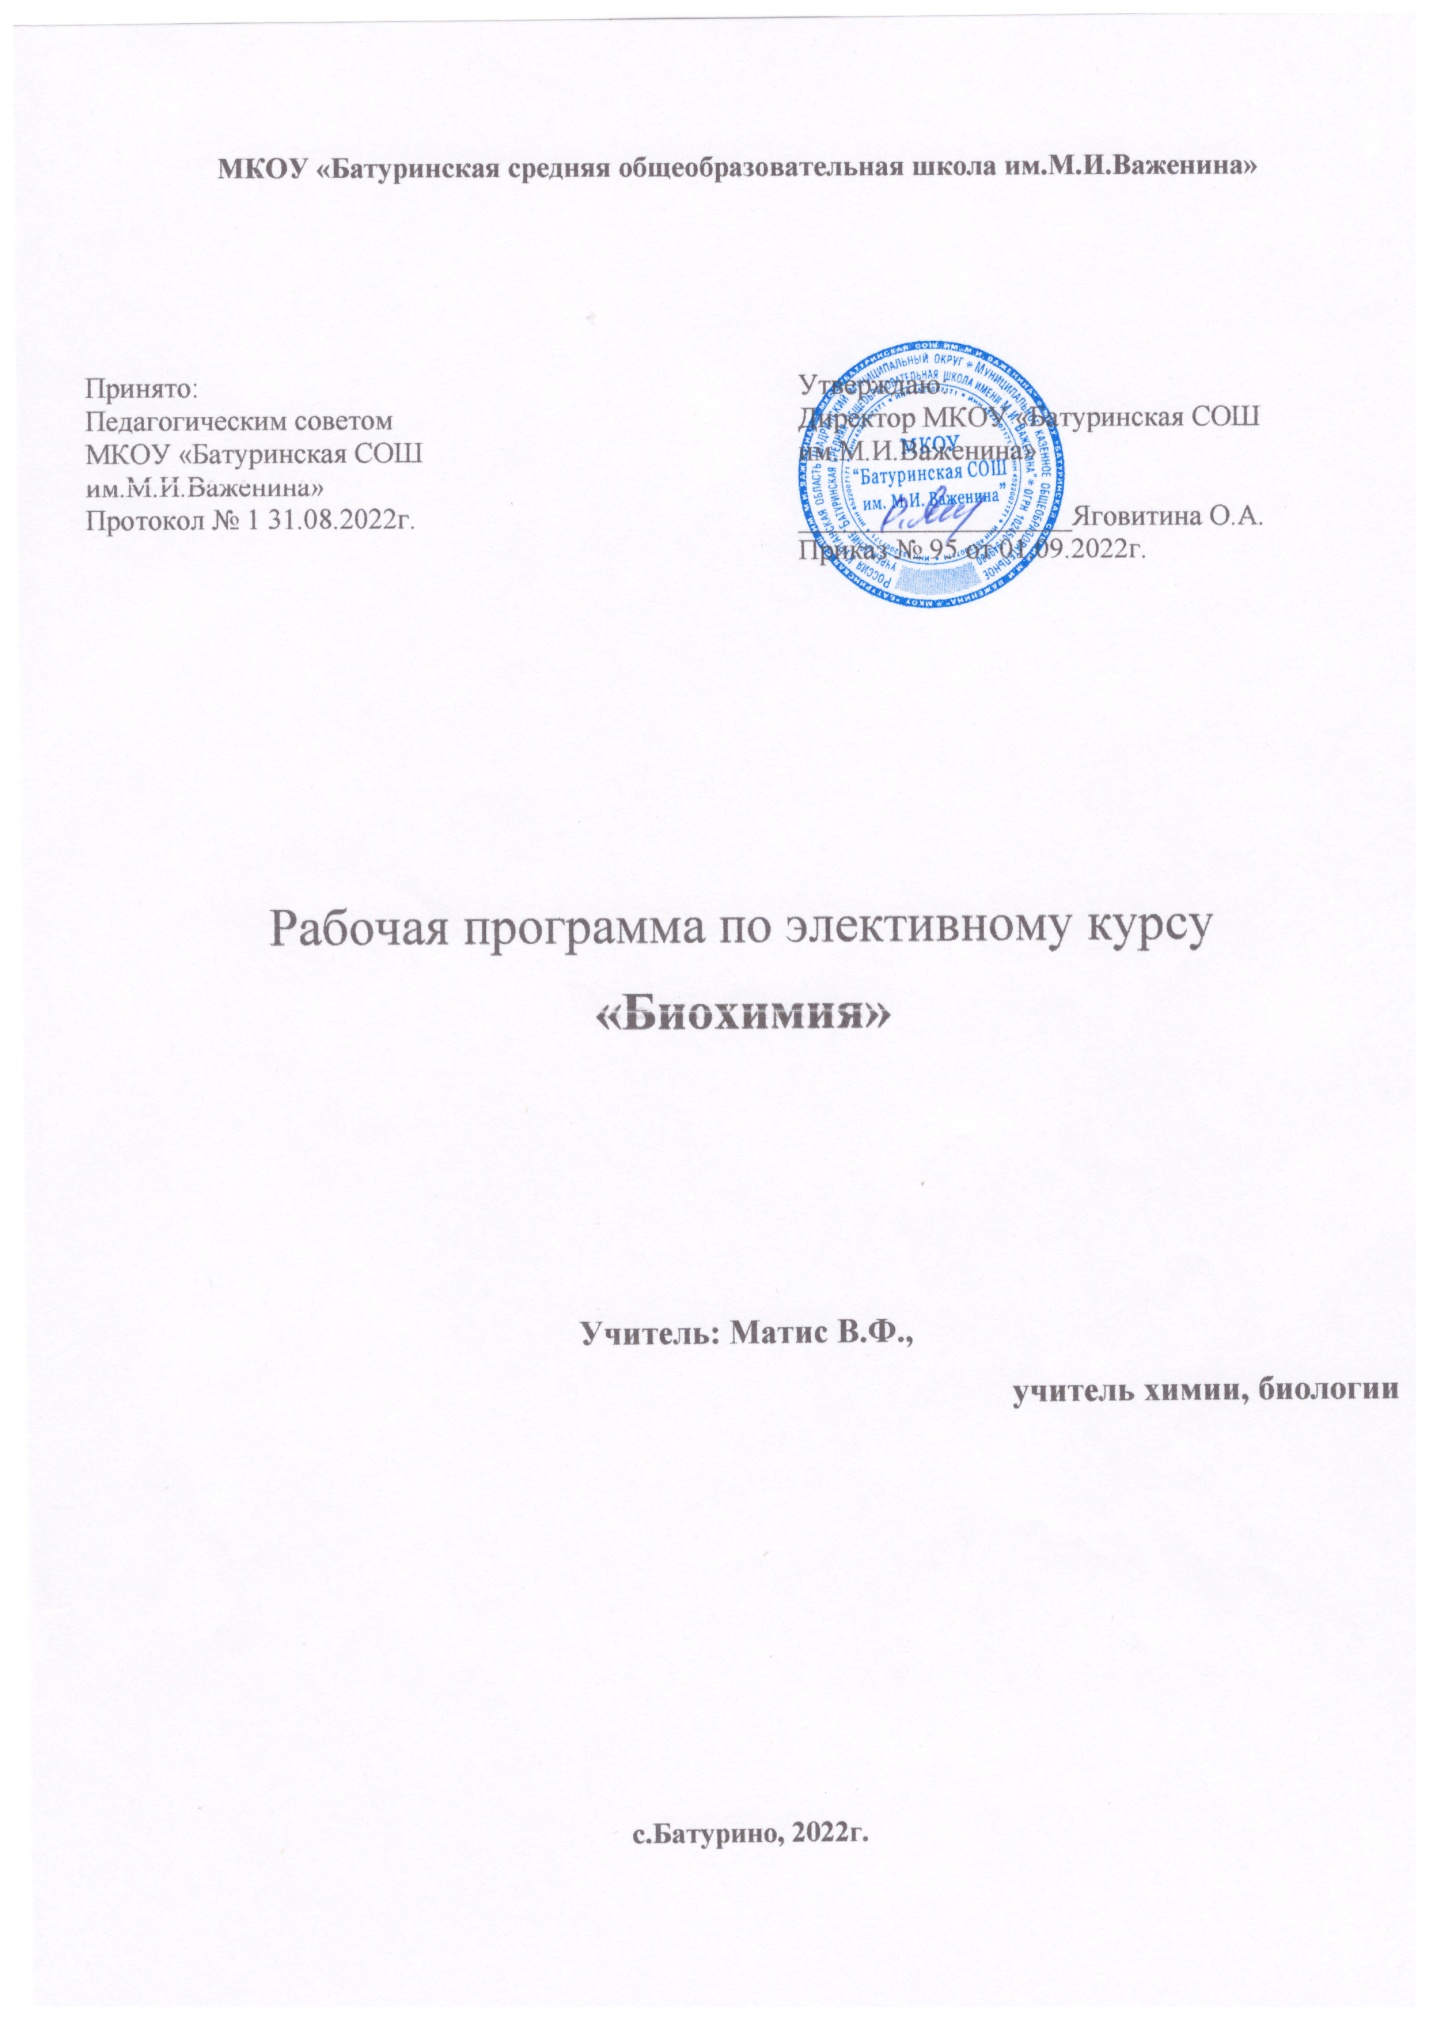 МКОУ «Батуринская средняя общеобразовательная школа им.М.И.Важенина»
Принято:
Педагогическим советом
МКОУ «Батуринская СОШ
им.М.И.Важенина»
Протокол № 1 31.08.2022г.
Утверждаю:
Директор МКОУ «Батуринская СОШ
им.М.И.Важенина»
Яговитина О.А.
Приказ № 95 от 01.09.2022г.
МКОУ
“Батуринская СОШ
им. М.И. Важенина”
Рабочая программа по элективному курсу
«Биохимия»
Учитель: Матис В.Ф.,
учитель химии, биологии
с.Батурино, 2022г.